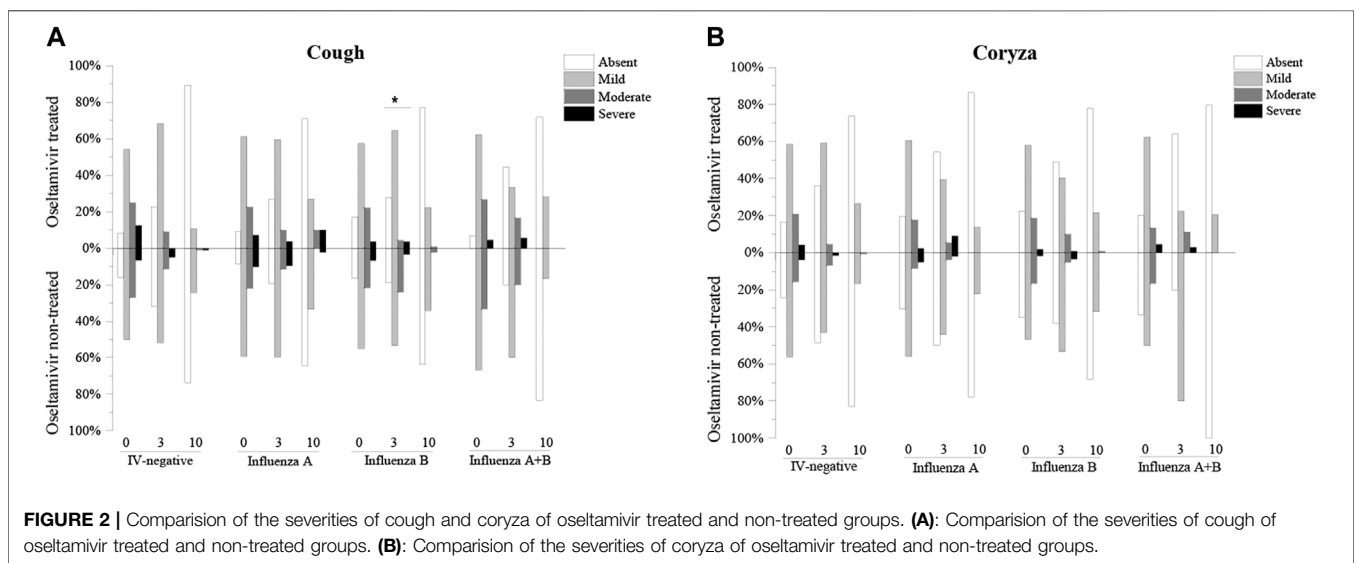 A
Cough
Absent
Mild
Moderate
Severe
100%
80%
60%
40%
20%
0%
20%
40%
60%
80%
100%
Oseltamivir treated
Oseltamivir non-treated
*
0 3 10 0 3 10 0 3 10 0 3 10
IV-negative Influenza A Influenza B Influenza A+B
B
Coryza
Absent
Mild
Moderate
Severe
100%
80%
60%
40%
20%
0%
20%
40%
60%
80%
100%
Oseltamivir treated
Oseltamivir non-treated
0 3 10 0 3 10 0 3 10 0 3 10
IV-negative Influenza A Influenza B Influenza A+B
FIGURE 2 | Comparision of the severities of cough and coryza of oseltamivir treated and non-treated groups. (A): Comparision of the severities of cough of
oseltamivir treated and non-treated groups. (B): Comparision of the severities of coryza of oseltamivir treated and non-treated groups.